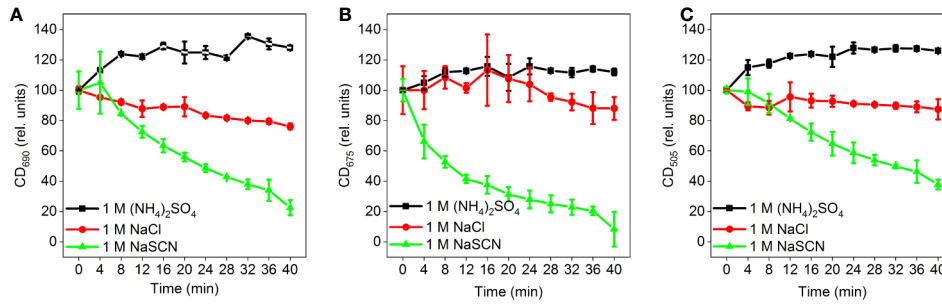 A
140
120
100
80
60
40
20
0
CD690 (rel. units)
1 M (NH4)2SO4
1 M NaCl
1 M NaSCN
0 4 8 12 16 20 24 28 32 36 40
Time (min)
B
140
120
100
80
60
40
20
0
CD675 (rel. units)
1 M (NH4)2SO4
1 M NaCl
1 M NaSCN
0 4 8 12 16 20 24 28 32 36 40
Time (min)
C
140
120
100
80
60
40
20
0
CD505 (rel. units)
1 M (NH4)2SO4
1 M NaCl
1 M NaSCN
0 4 8 12 16 20 24 28 32 36 40
Time (min)